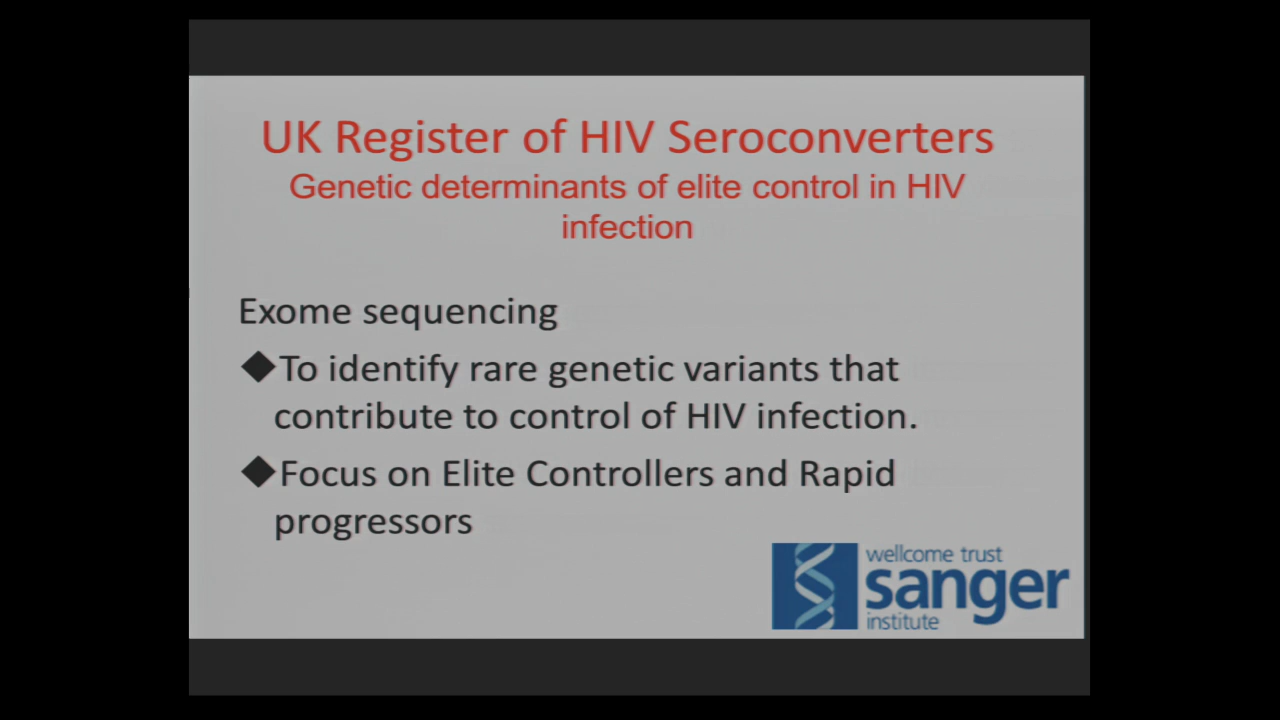 UK Register of HIV Seroconverters
Genetic determinants of elite control in HIV
infection
Exome sequencing
◆To identify rare genetic variants that
contribute to control of HIV infection.
◆Focus on Elite Controllers and Rapid
progressors
wellcome trust
sanger
institute